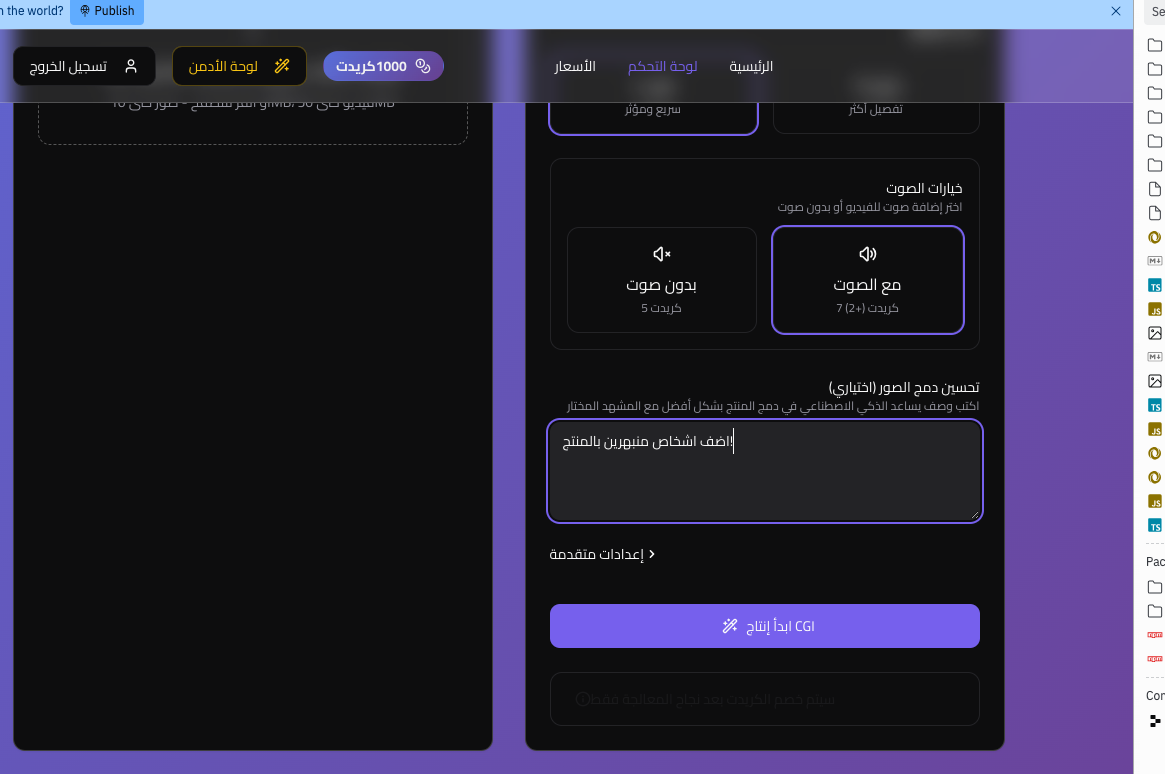 n the world?
Publish
Se
الرئيسية
لوحة التحكم
الأسعار
1000كريدت
لوحة الأدمن
تسجيل الخروج
تفصيل أكثر
سريع ومؤثر
خيارات الصوت
اختر إضافة صوت للفيديو أو بدون صوت
مع الصوت
7 (+2) كريدت
بدون صوت
5 كريدت
تحسين دمج الصور (اختياري)
اكتب وصف يساعد الذكي الاصطناعي في دمج المنتج بشكل أفضل مع المشهد المختار
اضف اشخاص منبهرين بالمنتج!
إعدادات متقدمة
ابدأ إنتاج CGI
سيتم خصم الكريدت بعد نجاح المعالجة فقط
Pac
Con